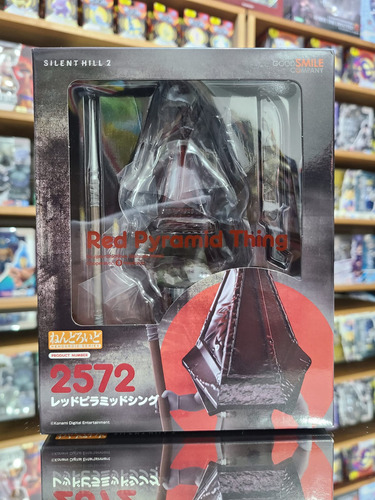 SILENT HILL 2
GOOD SMILE
COMPANY
Red Pyramid Thing
ねんどろいど
PRODUCT NUMBER
2572
レッドピラミッドシング
©Konami Digital Entertainment